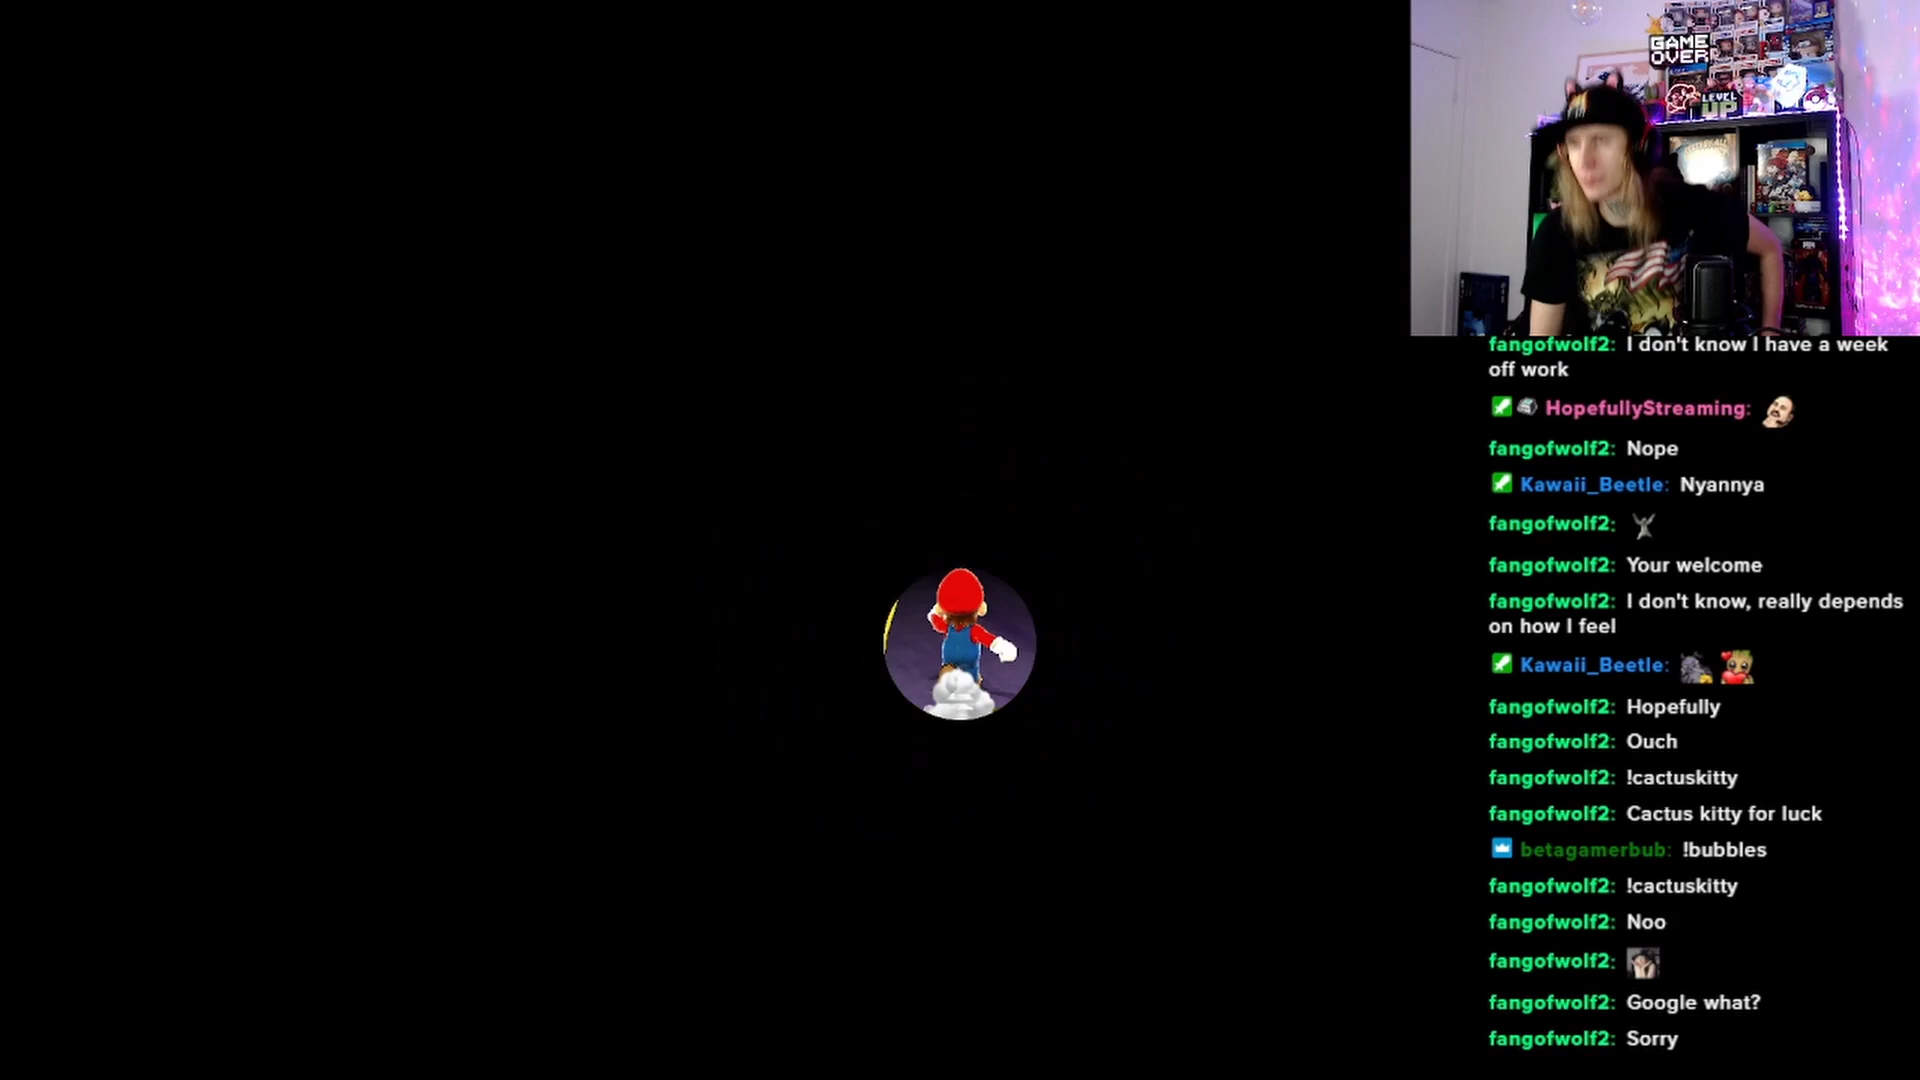 GAME
OVER
LEVEL
UP
fangofwolf2: I don't know I have a week
off work
HopefullyStreaming:
fangofwolf2: Nope
Kawaii_Beetle: Nyannya
fangofwolf2:
fangofwolf2: Your welcome
fangofwolf2: I don't know, really depends
on how I feel
Kawaii_Beetle:
fangofwolf2: Hopefully
fangofwolf2: Ouch
fangofwolf2: !cactuskitty
fangofwolf2: Cactus kitty for luck
betagamerbub: !bubbles
fangofwolf2: !cactuskitty
fangofwolf2: Noo
fangofwolf2:
fangofwolf2: Google what?
fangofwolf2: Sorry